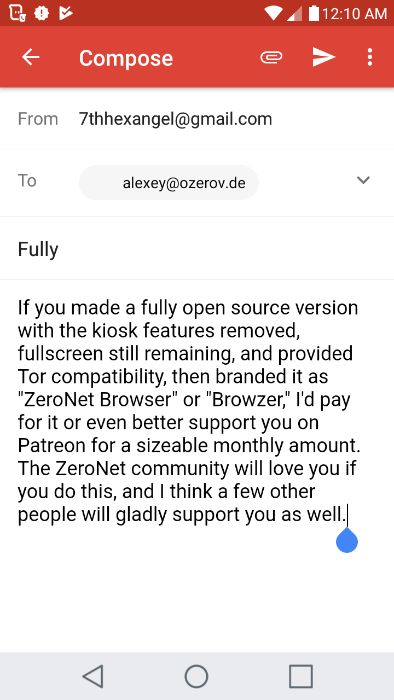 12:10 AM
Compose
From 7thhexangel@gmail.com
To alexey@ozerov.de
Fully
If you made a fully open source version
with the kiosk features removed,
fullscreen still remaining, and provided
Tor compatibility, then branded it as
"ZeroNet Browser" or "Browzer," I'd pay
for it or even better support you on
Patreon for a sizeable monthly amount.
The ZeroNet community will love you if
you do this, and I think a few other
people will gladly support you as well.